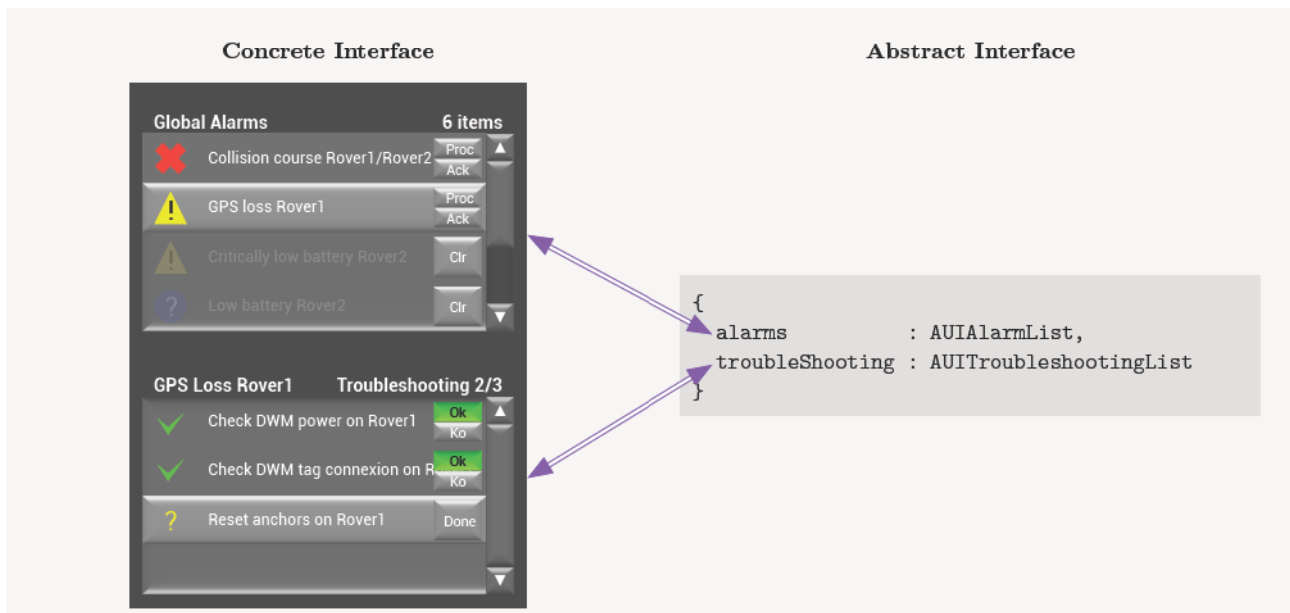 Concrete Interface
Abstract Interface
Global Alarms 6 items
Collision course Rover1/Rover2
Proc
Ack
GPS loss Rover1
Proc
Ack
Critically low battery Rover2
Clr
Low battery Rover2
Clr
GPS Loss Rover1 Troubleshooting 2/3
Check DWM power on Rover1
Ok
Ko
Check DWM tag connexion on R
Ok
Ko
Reset anchors on Rover1
Done
{
alarms : AUIAlarmList,
troubleShooting : AUITroubleshootingList
}